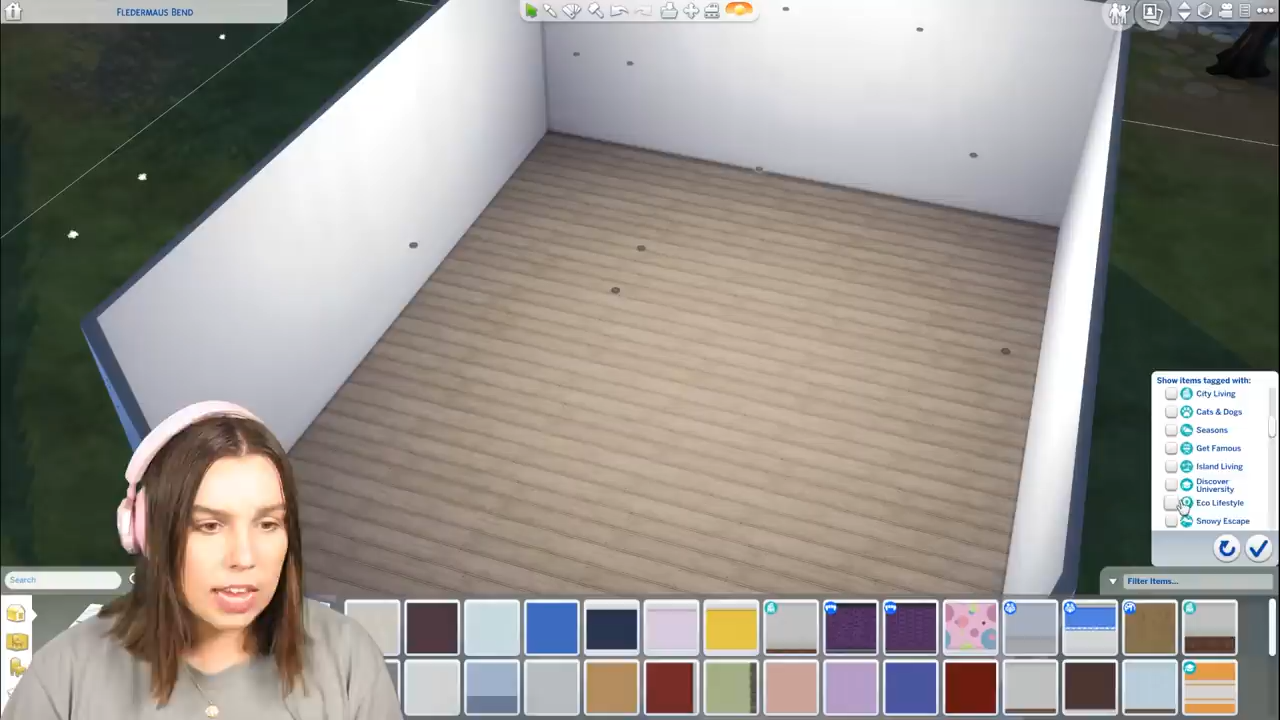 Fledermaus Bend
Show items tagged with:
City Living
Cats & Dogs
Seasons
Get Famous
Island Living
Discover
University
Eco Lifestyle
Snowy Escape
Search
Filter Items...